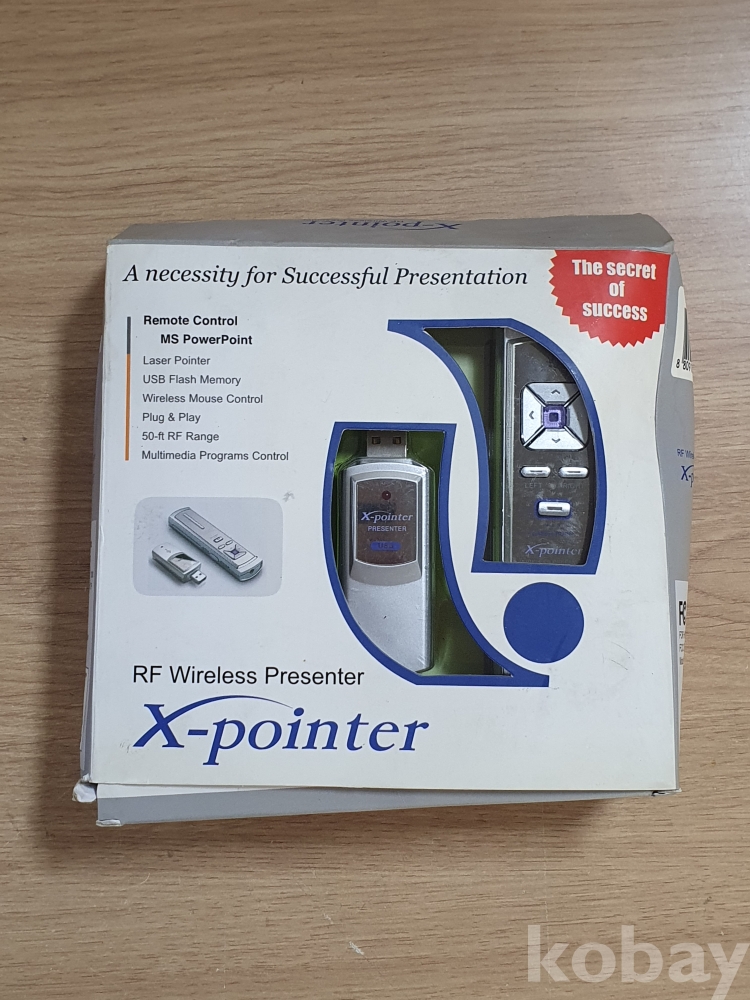 X-pointer
A necessity for Successful Presentation
The secret
of
success
Remote Control
MS PowerPoint
Laser Pointer
USB Flash Memory
Wireless Mouse Control
Plug & Play
50-ft RF Range
Multimedia Programs Control
X-pointer
PRESENTER
LEFT
X-pointer
RF Wireless Presenter
X-pointer
kobay